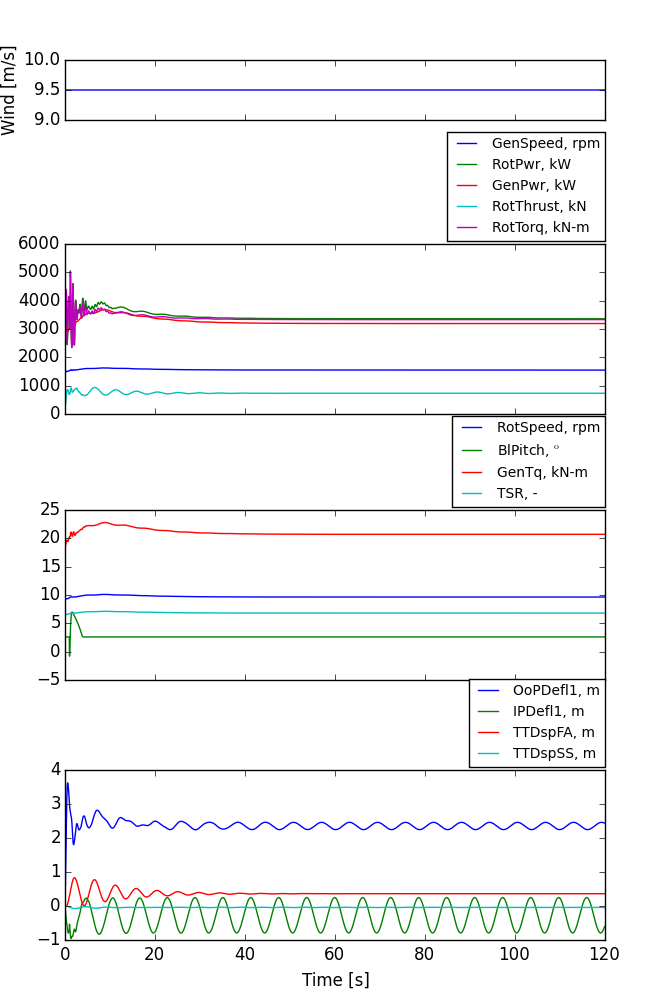 Wind [m/s]
10.0
9.5
9.0
GenSpeed, rpm
RotPwr, kW
GenPwr, kW
RotThrust, kN
RotTorq, kN-m
6000
5000
4000
3000
2000
1000
0
RotSpeed, rpm
BlPitch, °
GenTq, kN-m
TSR, -
25
20
15
10
5
0
−5
OoPDefl1, m
IPDefl1, m
TTDspFA, m
TTDspSS, m
4
3
2
1
0
−1
0 20 40 60 80 100 120
Time [s]